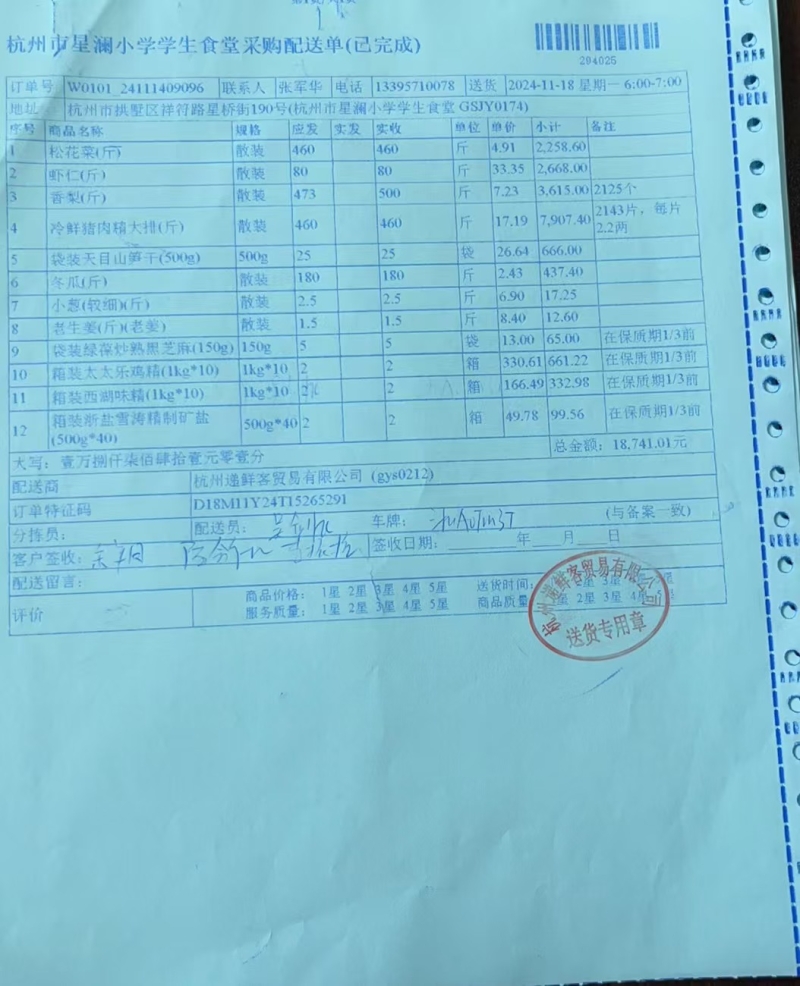 杭州市星澜小学学生食堂采购配送单(已完成)
204025
订单号 W0101_24111409096 联系人 张军华 电话 13395710078 送货 2024-11-18 星期一 6:00-7:00
地址 杭州市拱墅区祥符路星桥街190号(杭州市星澜小学学生食堂 GSJY0174)
序号 商品名称 规格 应发 实发 实收 单位 单价 小计 备注
1 松花菜(斤) 散装 460 460 斤 4.91 2,258.60
2 虾仁(斤) 散装 80 80 斤 33.35 2,668.00
3 香梨(斤) 散装 473 500 斤 7.23 3,615.00 2125个
4 冷鲜猪肉精大排(斤) 散装 460 460 斤 17.19 7,907.40 2143片，每片2.2两
5 袋装天目山笋干(500g) 500g 25 25 袋 26.64 666.00
6 冬瓜(斤) 散装 180 180 斤 2.43 437.40
7 小葱(较细)(斤) 散装 2.5 2.5 斤 6.90 17.25
8 老生姜(斤)(老姜) 散装 1.5 1.5 斤 8.40 12.60
9 袋装绿葆炒熟黑芝麻(150g) 150g 5 5 袋 13.00 65.00 在保质期1/3前
10 箱装太太乐鸡精(1kg*10) 1kg*10 2 2 箱 330.61 661.22 在保质期1/3前
11 箱装西湖味精(1kg*10) 1kg*10 2 2 箱 166.49 332.98 在保质期1/3前
12 箱装浙盐雪涛精制矿盐(500g*40) 500g*40 2 2 箱 49.78 99.56 在保质期1/3前
大写：壹万捌仟柒佰肆拾壹元零壹分 总金额：18,741.01元
配送商 杭州递鲜客贸易有限公司 (gys0212)
订单特征码 D18M11Y24T15265291
分拣员： 配送员： 车牌： (与备案一致)
客户签收： 签收日期： 年 月 日
配送留言：
评价 商品价格： 1星 2星 3星 4星 5星 送货时间：
服务质量： 1星 2星 3星 4星 5星 商品质量 2星 3星 4星
杭州递鲜客贸易有限公司
送货专用章